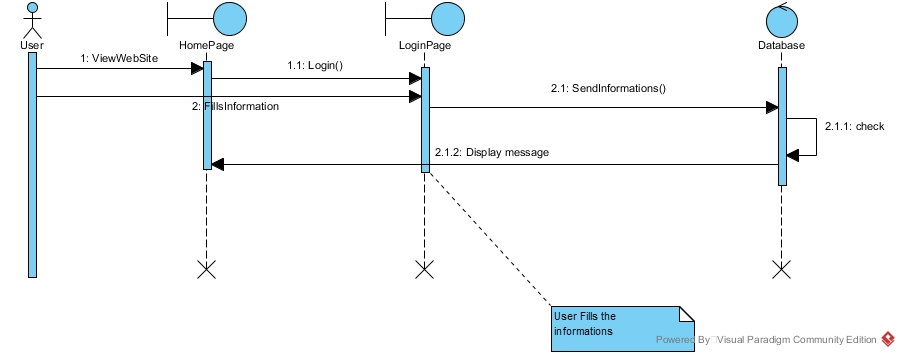 User
HomePage
LoginPage
Database
1: ViewWebSite
1.1: Login()
2: FillsInformation
2.1: SendInformations()
2.1.1: check
2.1.2: Display message
User Fills the
informations
Powered By Visual Paradigm Community Edition